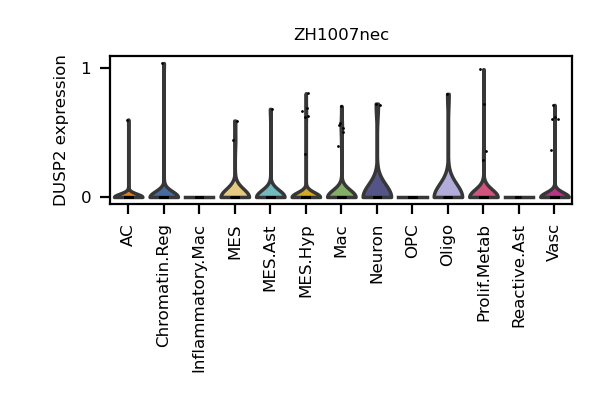 ZH1007nec
DUSP2 expression
1
0
AC
Chromatin.Reg
Inflammatory.Mac
MES
MES.Ast
MES.Hyp
Mac
Neuron
OPC
Oligo
Prolif.Metab
Reactive.Ast
Vasc